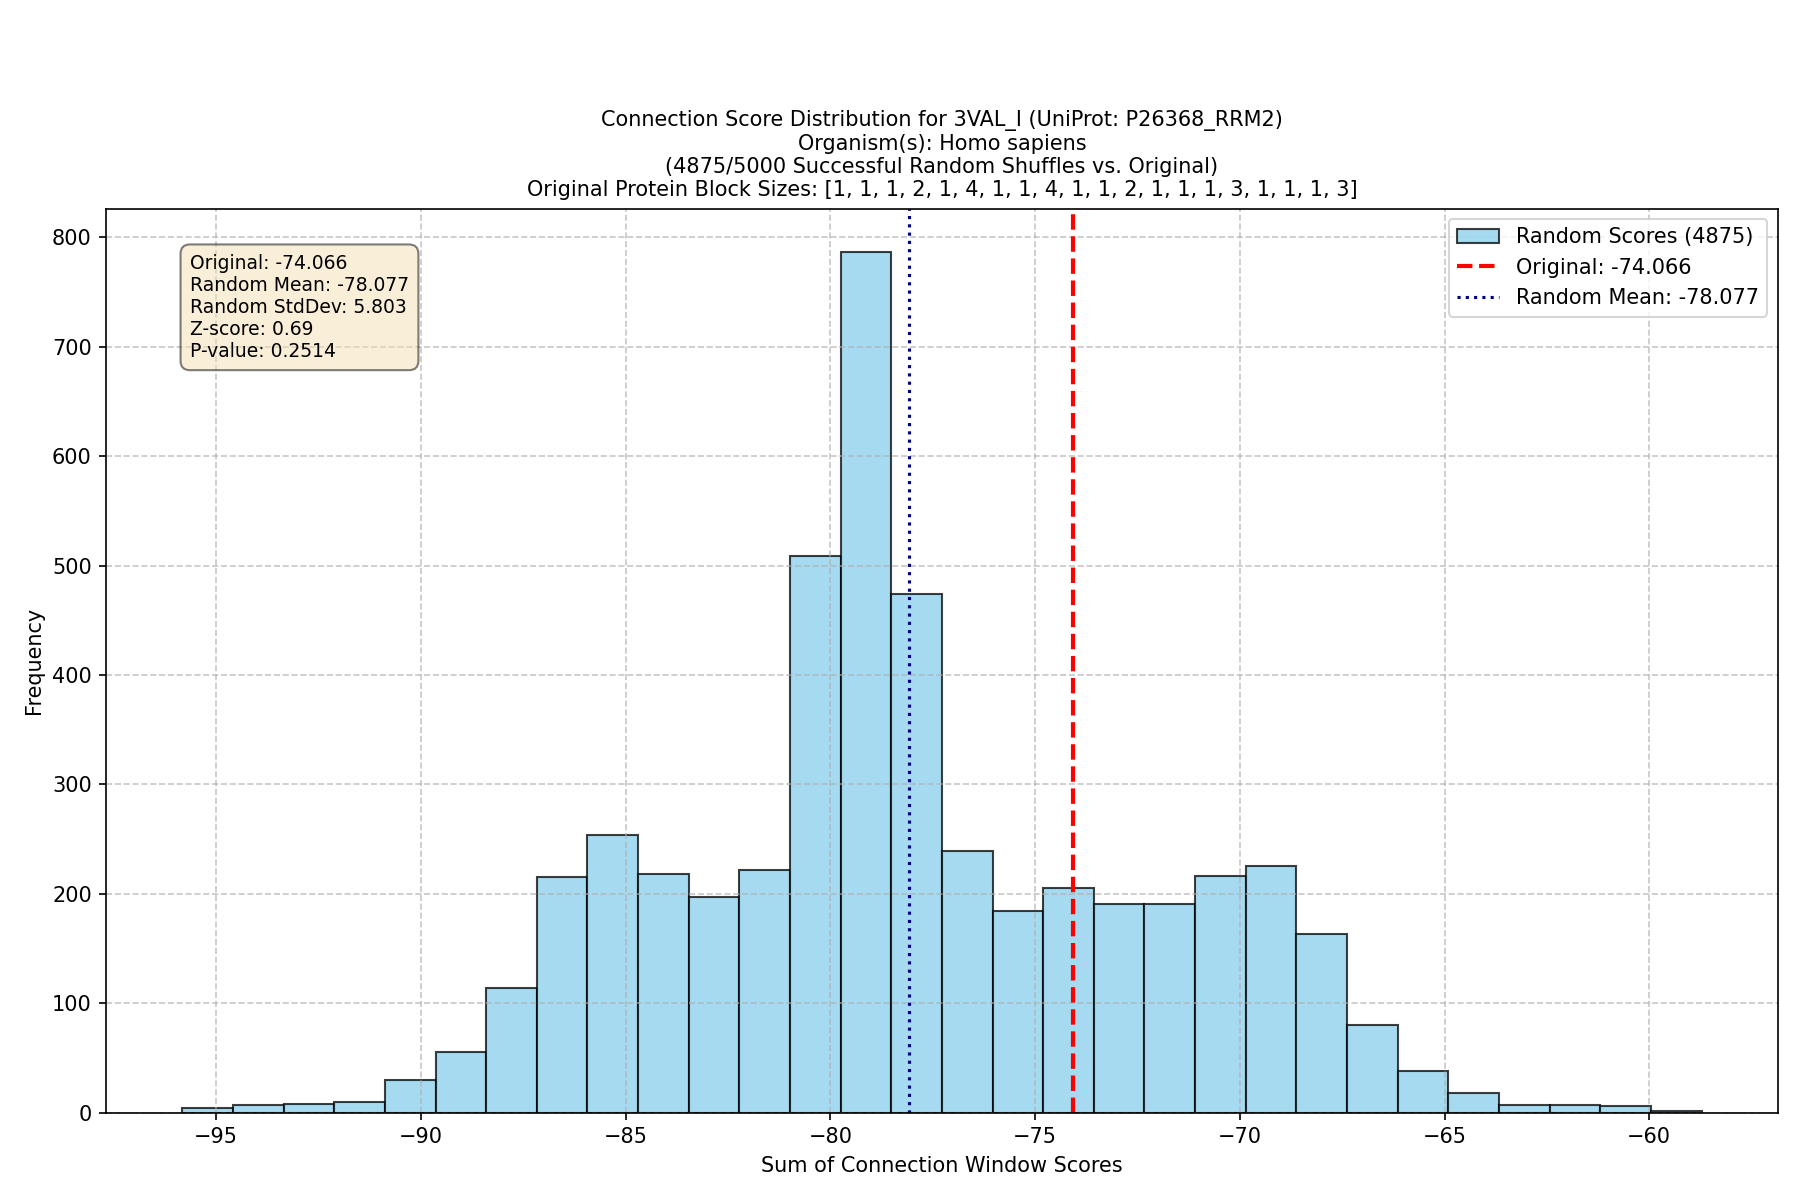 Connection Score Distribution for 3VAL_I (UniProt: P26368_RRM2)
Organism(s): Homo sapiens
(4875/5000 Successful Random Shuffles vs. Original)
Original Protein Block Sizes: [1, 1, 1, 2, 1, 4, 1, 1, 4, 1, 1, 2, 1, 1, 1, 3, 1, 1, 1, 3]
Original: -74.066
Random Mean: -78.077
Random StdDev: 5.803
Z-score: 0.69
P-value: 0.2514
Random Scores (4875)
Original: -74.066
Random Mean: -78.077
Frequency
800
700
600
500
400
300
200
100
0
−95
−90
−85
−80
−75
−70
−65
−60
Sum of Connection Window Scores